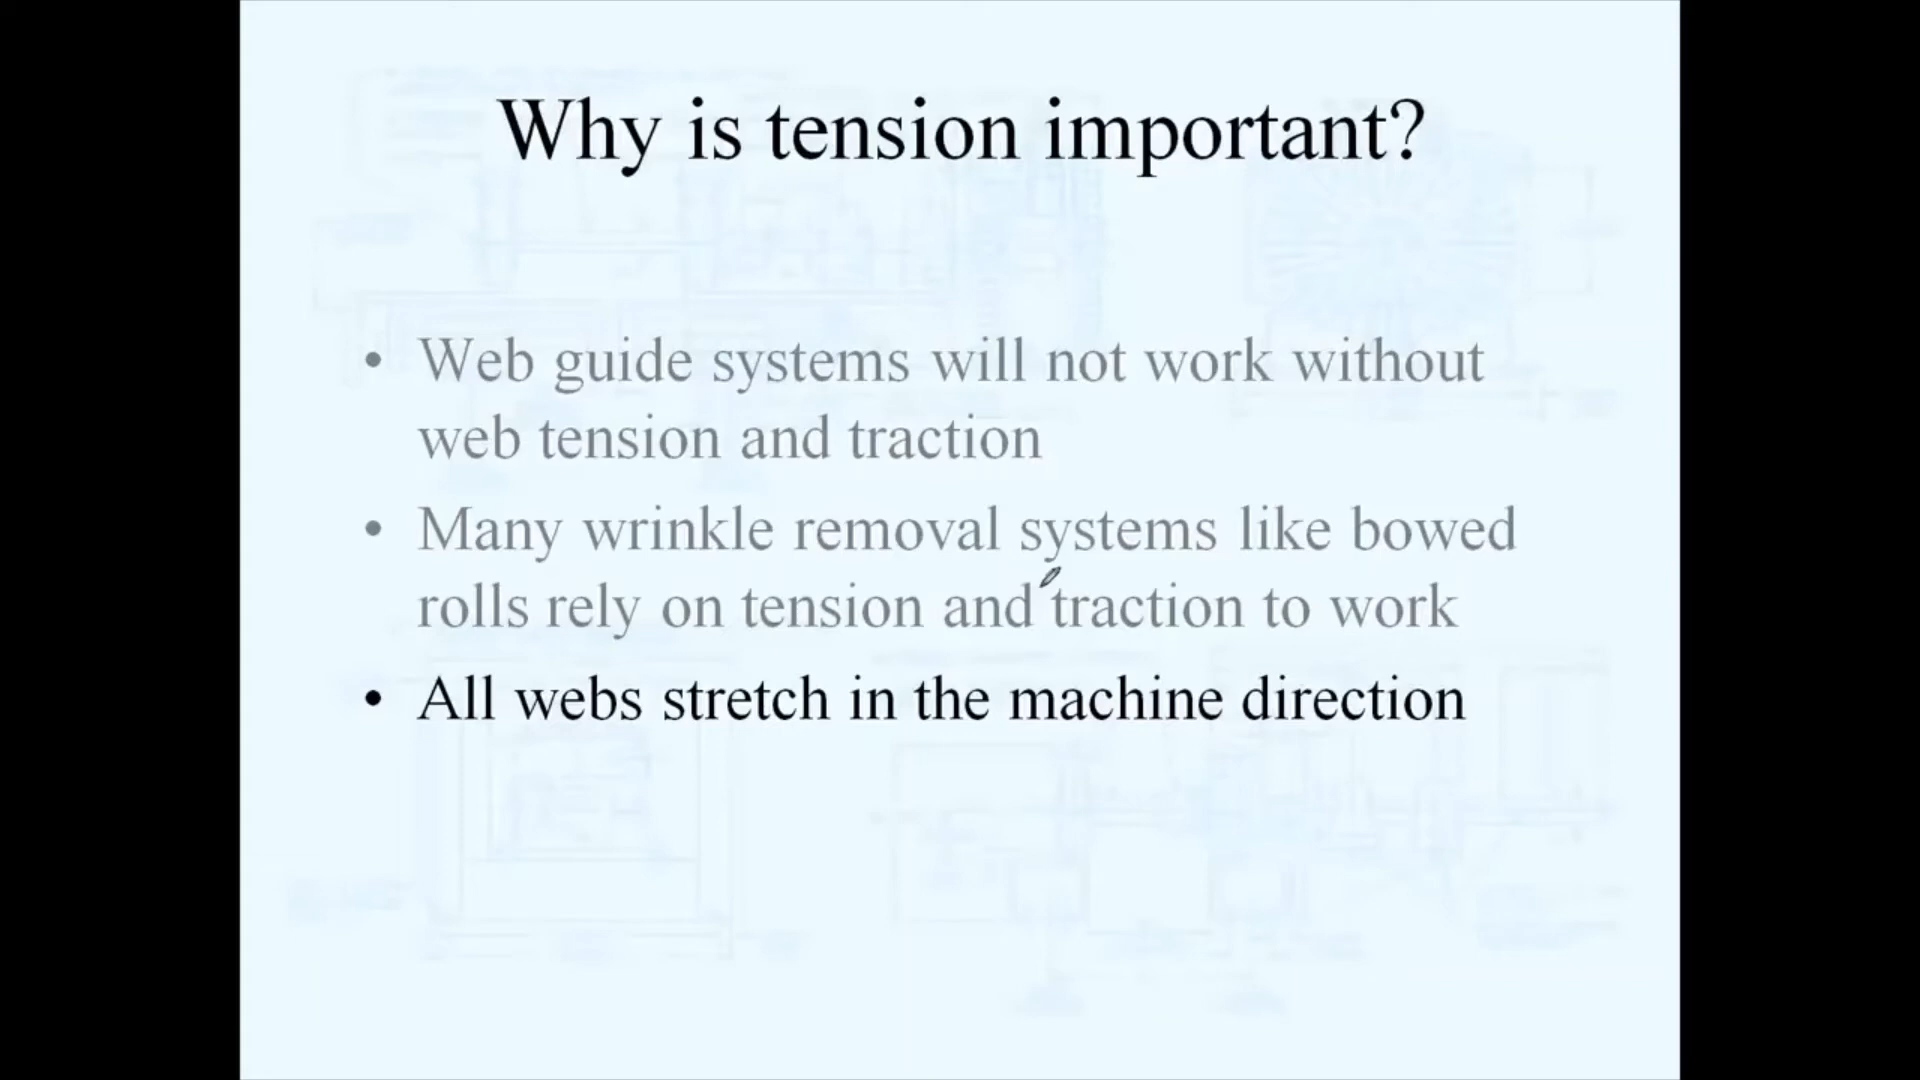 Why is tension important?
• Web guide systems will not work without
web tension and traction
• Many wrinkle removal systems like bowed
rolls rely on tension and traction to work
• All webs stretch in the machine direction